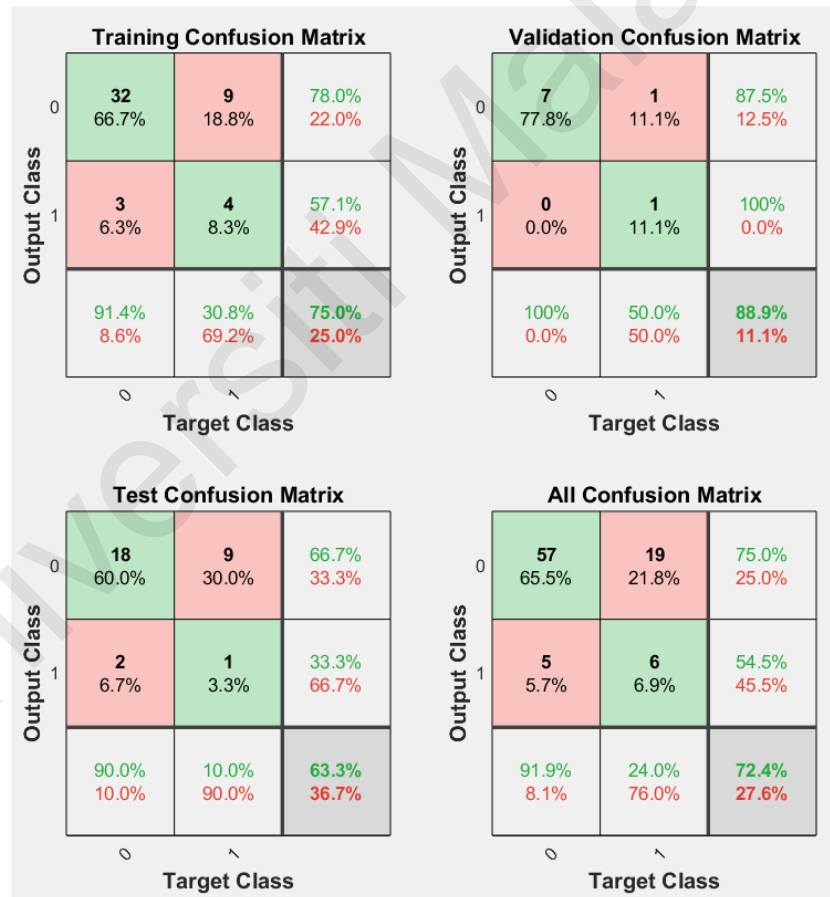 Training Confusion Matrix
0 32 9 78.0%
66.7% 18.8% 22.0%
1 3 4 57.1%
6.3% 8.3% 42.9%
91.4% 30.8% 75.0%
8.6% 69.2% 25.0%
0 1
Target Class
Output Class
Validation Confusion Matrix
0 7 1 87.5%
77.8% 11.1% 12.5%
1 0 1 100%
0.0% 11.1% 0.0%
100% 50.0% 88.9%
0.0% 50.0% 11.1%
0 1
Target Class
Output Class
Test Confusion Matrix
0 18 9 66.7%
60.0% 30.0% 33.3%
1 2 1 33.3%
6.7% 3.3% 66.7%
90.0% 10.0% 63.3%
10.0% 90.0% 36.7%
0 1
Target Class
Output Class
All Confusion Matrix
0 57 19 75.0%
65.5% 21.8% 25.0%
1 5 6 54.5%
5.7% 6.9% 45.5%
91.9% 24.0% 72.4%
8.1% 76.0% 27.6%
0 1
Target Class
Output Class
iversiti Mala